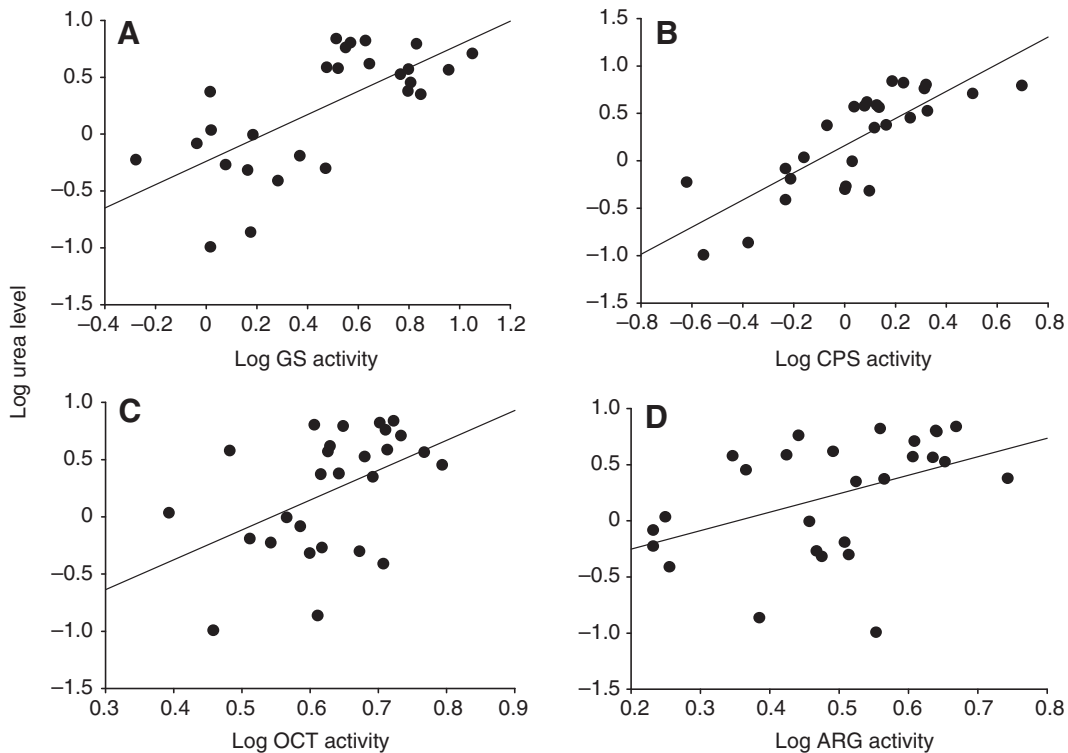 A
1.0
0.5
0
–0.5
–1.0
–1.5
–0.4 –0.2 0 0.2 0.4 0.6 0.8 1.0 1.2
Log GS activity
B
1.5
1.0
0.5
0
–0.5
–1.0
–1.5
–0.8 –0.6 –0.4 –0.2 0 0.2 0.4 0.6 0.8
Log CPS activity
Log urea level
C
1.0
0.5
0
–0.5
–1.0
–1.5
0.3 0.4 0.5 0.6 0.7 0.8 0.9
Log OCT activity
D
1.0
0.5
0
–0.5
–1.0
–1.5
0.2 0.3 0.4 0.5 0.6 0.7 0.8
Log ARG activity